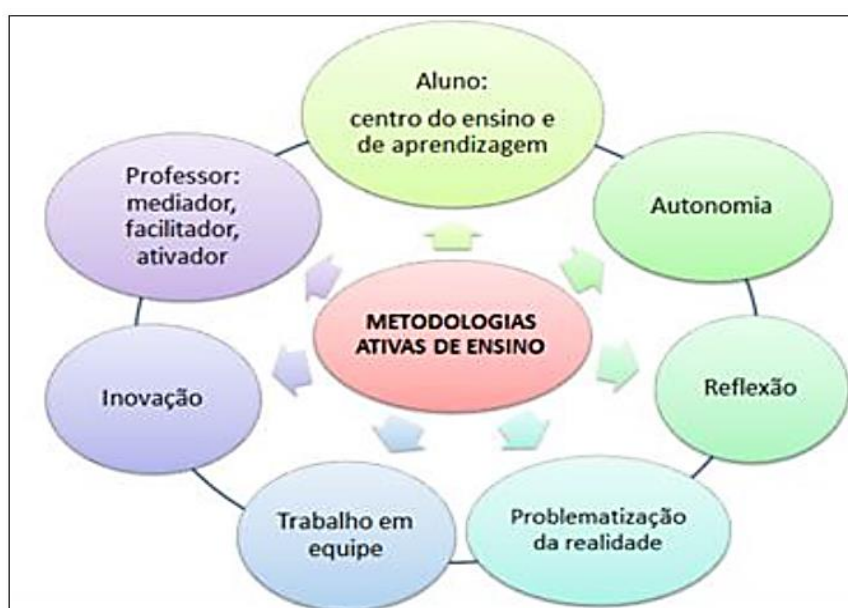 Aluno:
centro do ensino e
de aprendizagem
Autonomia
Reflexão
Problematização
da realidade
Trabalho em
equipe
Inovação
Professor:
mediador,
facilitador,
ativador
METODOLOGIAS
ATIVAS DE ENSINO